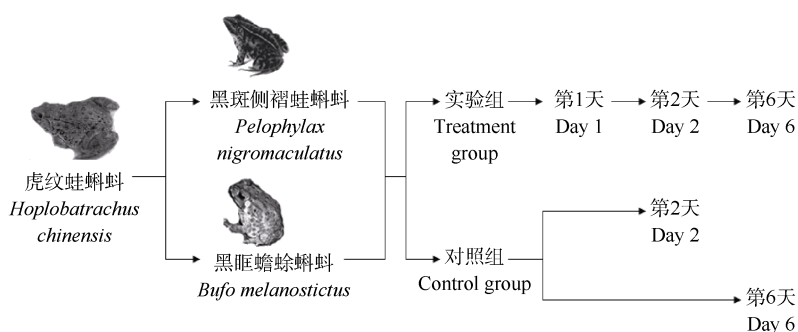 虎纹蛙蝌蚪
Hoplobatrachus
chinensis
黑斑侧褶蛙蝌蚪
Pelophylax
nigromaculatus
黑眶蟾蜍蝌蚪
Bufo melanostictus
实验组
Treatment
group
第1天
Day 1
第2天
Day 2
第6天
Day 6
对照组
Control group
第2天
Day 2
第6天
Day 6